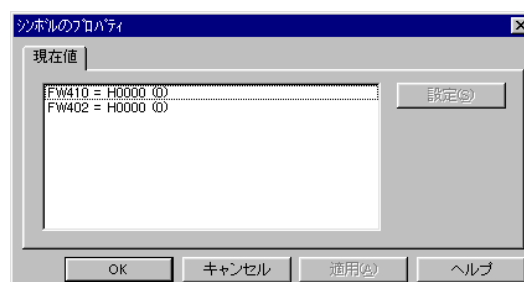 シンボルのプロパティ
現在値
FW410 = H0000 (0)
FW402 = H0000 (0)
設定(S)
OK
キャンセル
適用(A)
ヘルプ